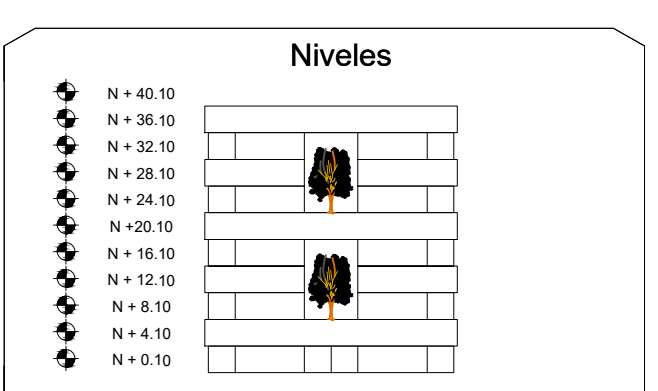 Niveles
N + 40.10
N + 36.10
N + 32.10
N + 28.10
N + 24.10
N +20.10
N + 16.10
N + 12.10
N + 8.10
N + 4.10
N + 0.10